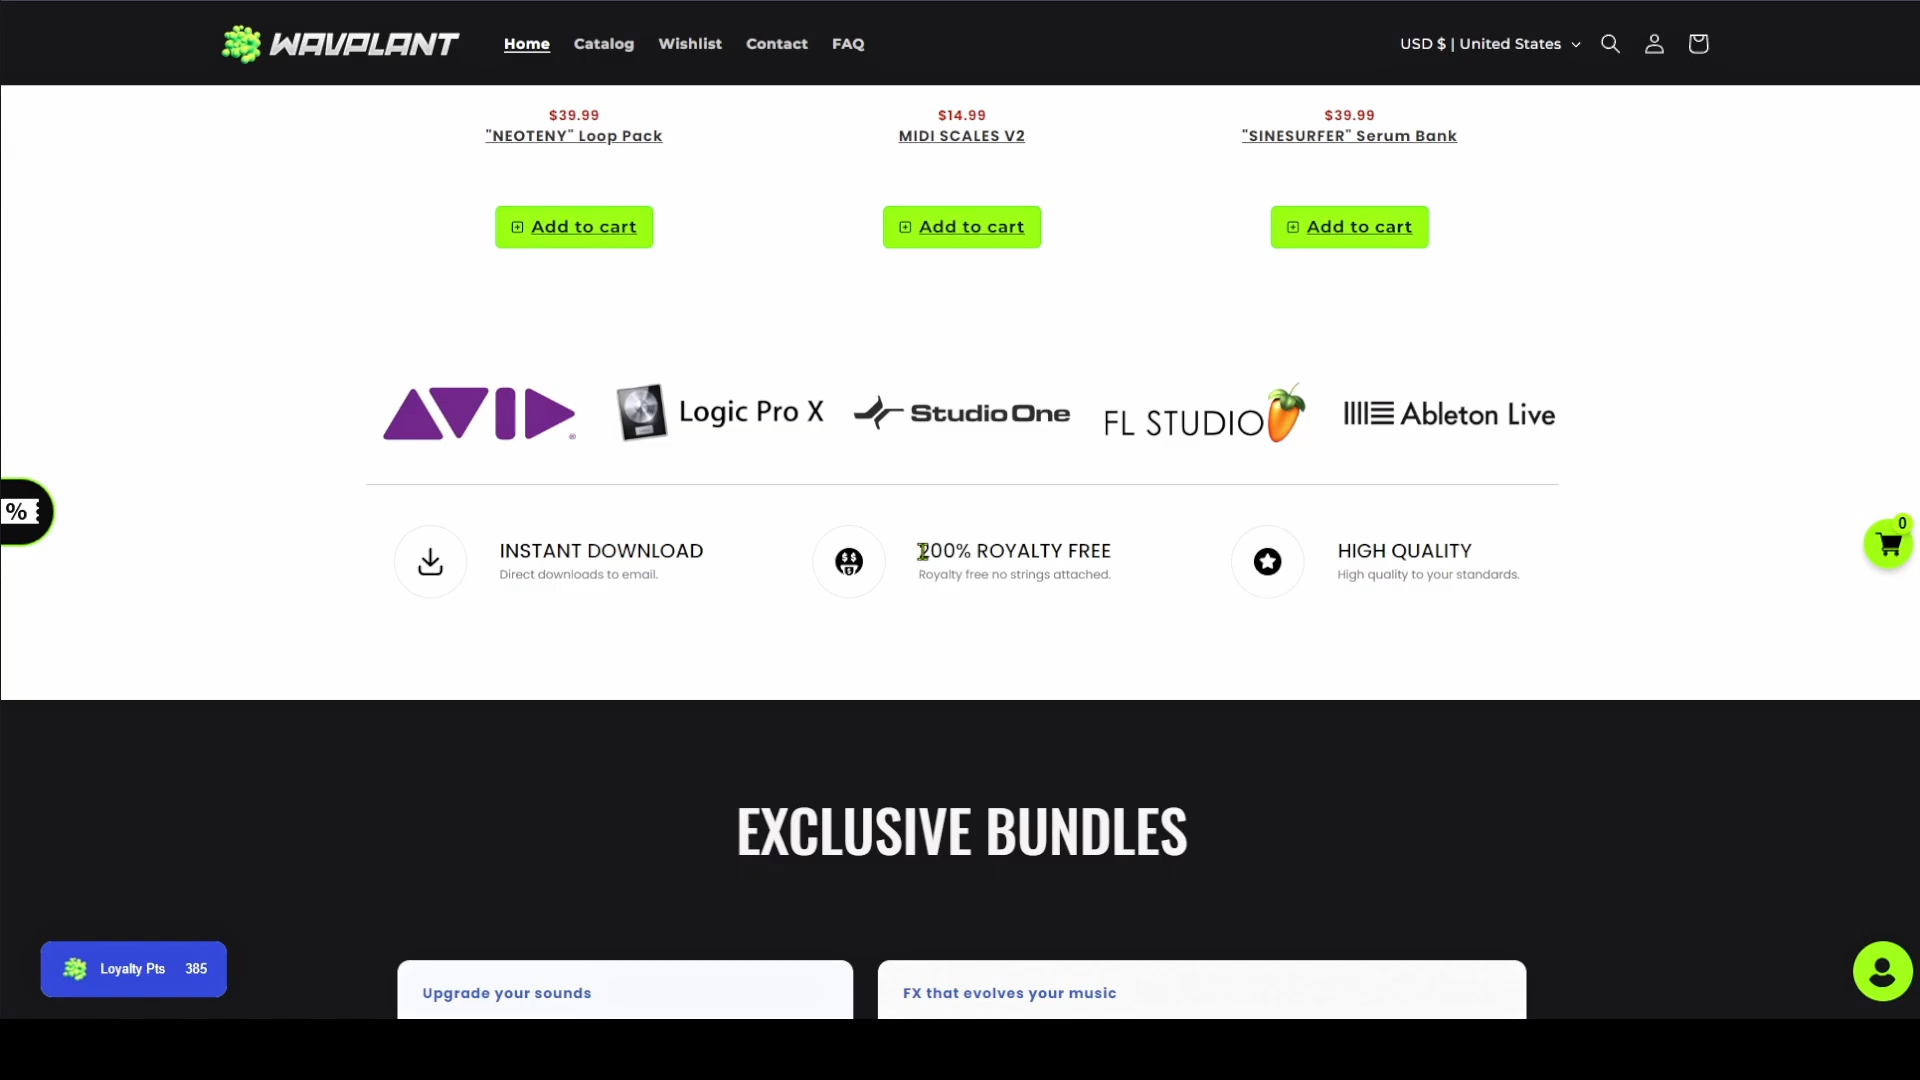 WAVPLANT Home Catalog Wishlist Contact FAQ USD $ | United States
$39.99 $14.99 $39.99
"NEOTENY" Loop Pack MIDI SCALES V2 "SINESURFER" Serum Bank
Add to cart Add to cart Add to cart
AVID Logic Pro X Studio One FL STUDIO Ableton Live
%
0
INSTANT DOWNLOAD 100% ROYALTY FREE HIGH QUALITY
Direct downloads to email. Royalty free no strings attached. High quality to your standards.
EXCLUSIVE BUNDLES
Loyalty Pts 385
Upgrade your sounds FX that evolves your music